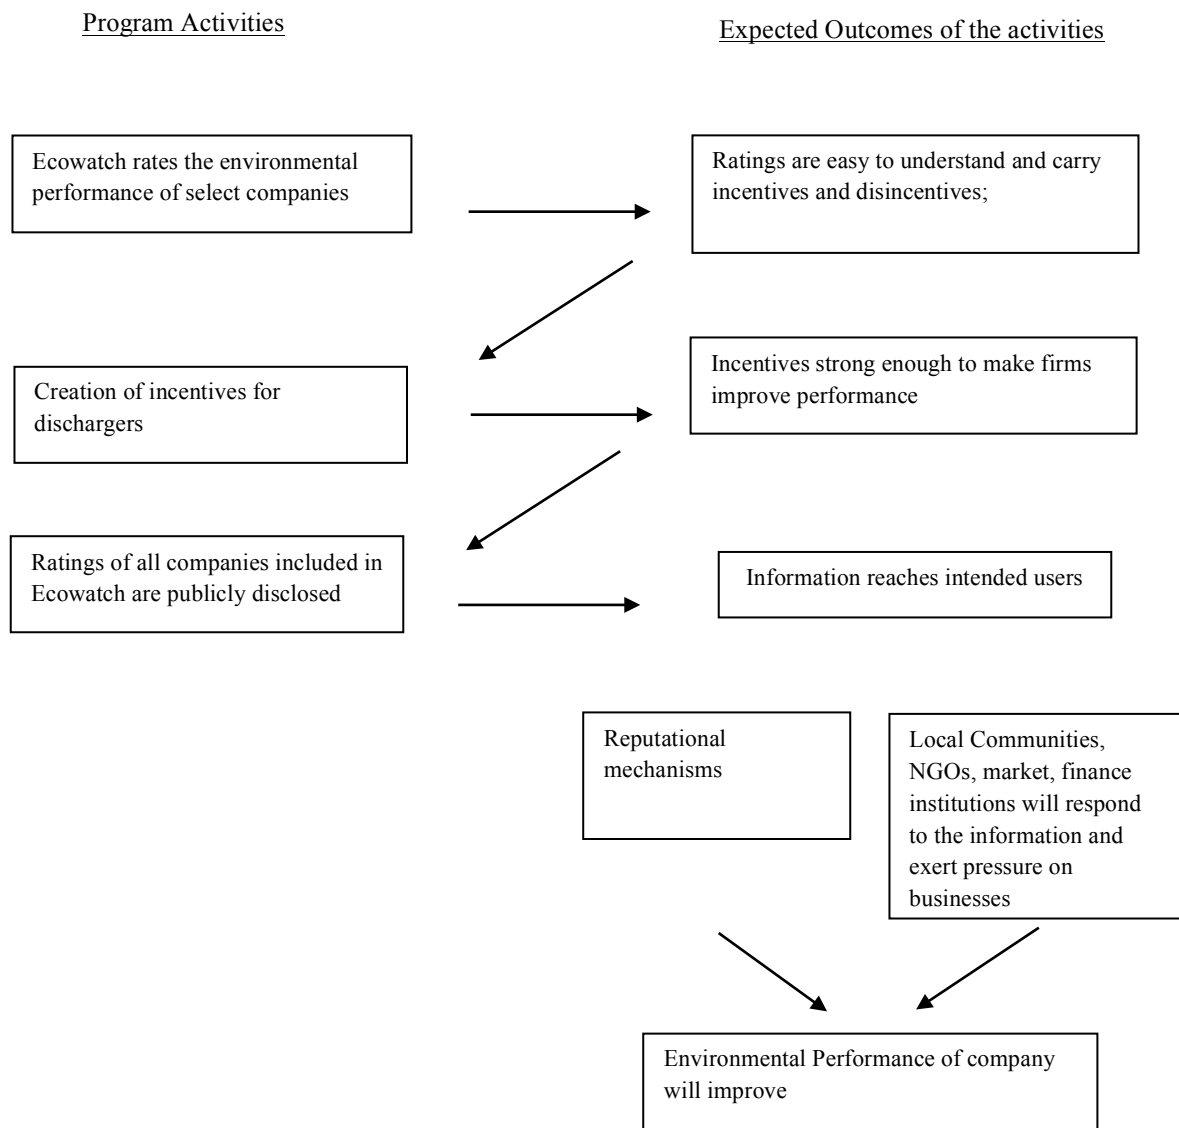 Program Activities
Expected Outcomes of the activities
Ecowatch rates the environmental
performance of select companies
Ratings are easy to understand and carry
incentives and disincentives;
Creation of incentives for
dischargers
Incentives strong enough to make firms
improve performance
Ratings of all companies included in
Ecowatch are publicly disclosed
Information reaches intended users
Reputational
mechanisms
Local Communities,
NGOs, market, finance
institutions will respond
to the information and
exert pressure on
businesses
Environmental Performance of company
will improve